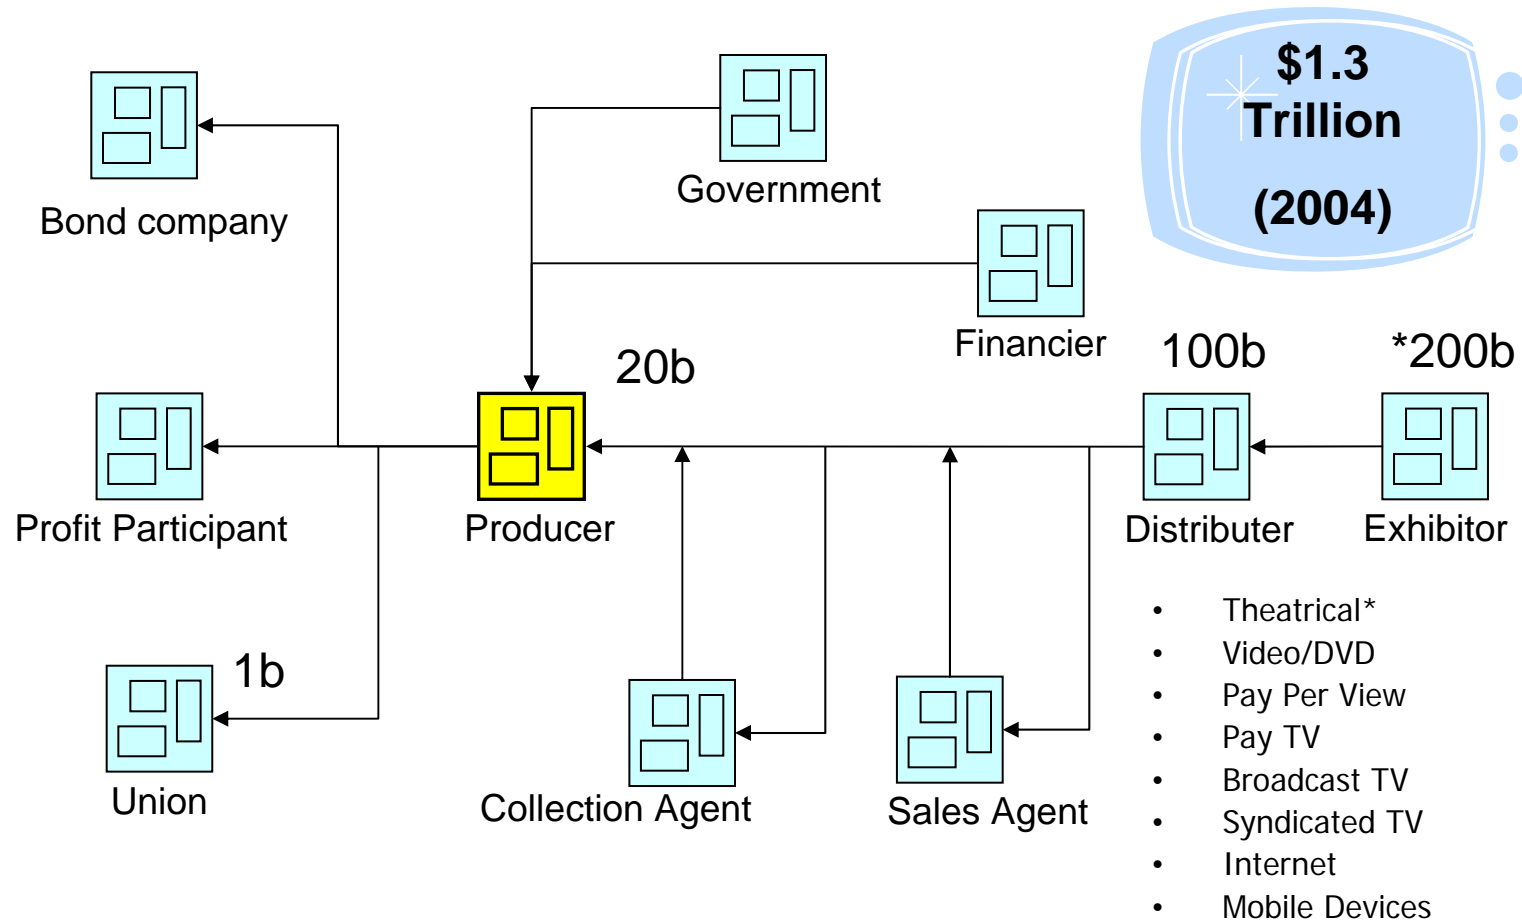 $1.3
Trillion
(2004)
Bond company
Government
Financier
20b
100b
*200b
Profit Participant
Producer
Distributer
Exhibitor
1b
Union
Collection Agent
Sales Agent
• Theatrical*
• Video/DVD
• Pay Per View
• Pay TV
• Broadcast TV
• Syndicated TV
• Internet
• Mobile Devices